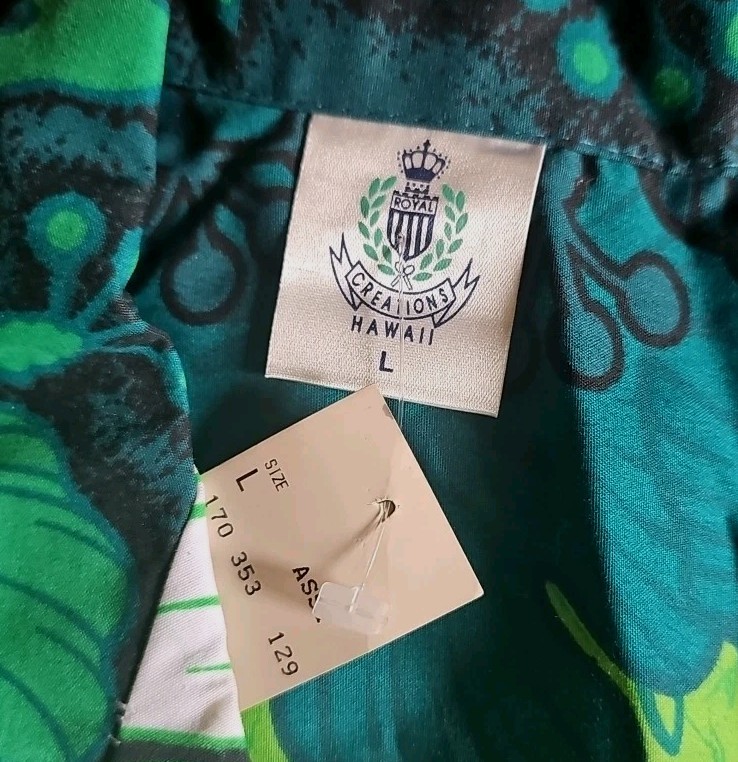 ROYAL
CREATIONS
HAWAII
L
SIZE
L
170 353
129